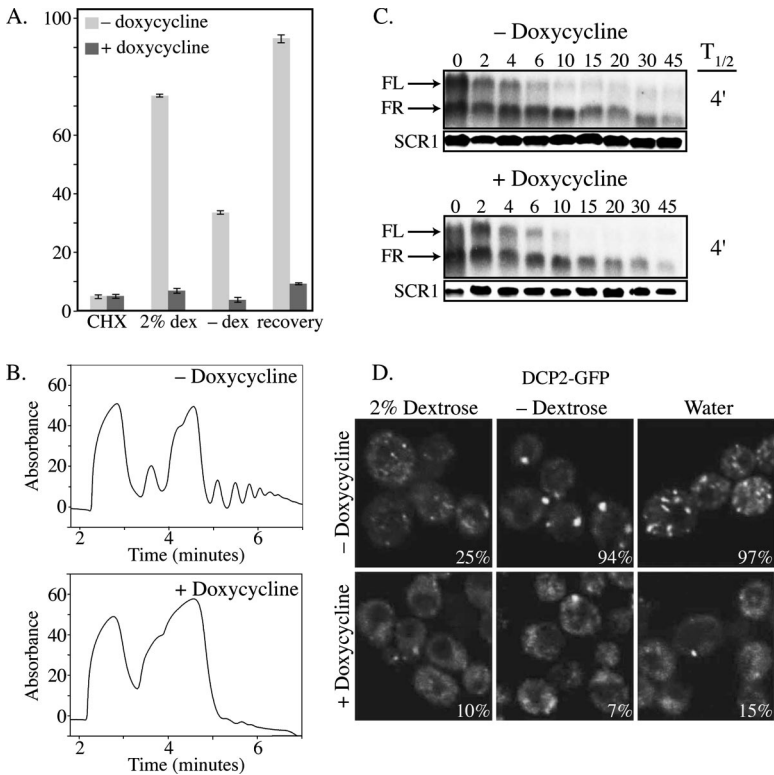 A.
– doxycycline
+ doxycycline
80
60
40
20
0
CHX 2% dex – dex recovery
B.
– Doxycycline
Absorbance
60
40
20
0
2 4 6
Time (minutes)
+ Doxycycline
Absorbance
60
40
20
0
2 4 6
Time (minutes)
C.
– Doxycycline
T1/2
0 2 4 6 10 15 20 30 45
FL
FR
4'
SCR1
+ Doxycycline
0 2 4 6 10 15 20 30 45
FL
FR
4'
SCR1
D.
DCP2-GFP
2% Dextrose – Dextrose Water
– Doxycycline
25% 94% 97%
+ Doxycycline
10% 7% 15%